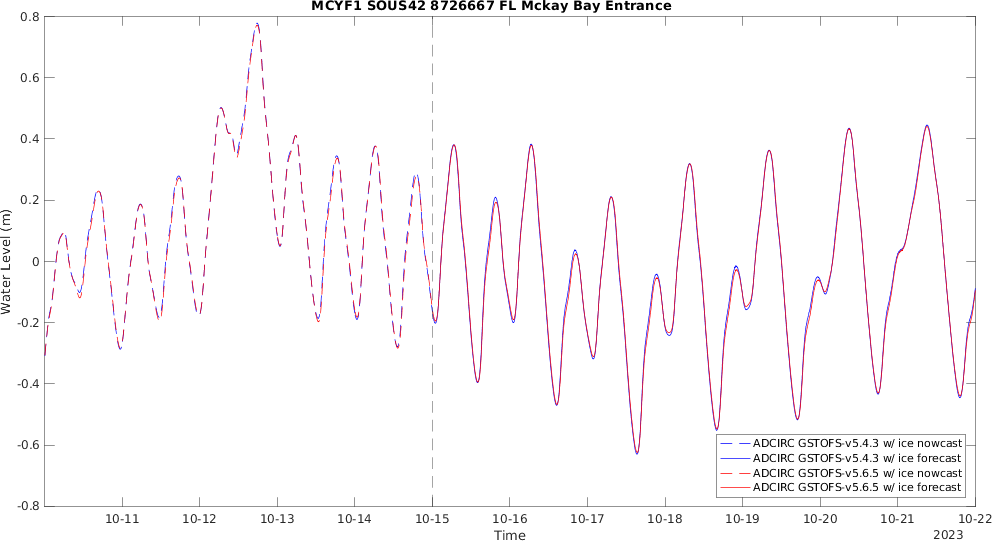 MCYF1 SOUS42 8726667 FL Mckay Bay Entrance
Water Level (m)
0.8
0.6
0.4
0.2
0
-0.2
-0.4
-0.6
-0.8
ADCIRC GSTOFS-v5.4.3 w/ ice nowcast
ADCIRC GSTOFS-v5.4.3 w/ ice forecast
ADCIRC GSTOFS-v5.6.5 w/ ice nowcast
ADCIRC GSTOFS-v5.6.5 w/ ice forecast
10-11 10-12 10-13 10-14 10-15 10-16 10-17 10-18 10-19 10-20 10-21 10-22
Time
2023